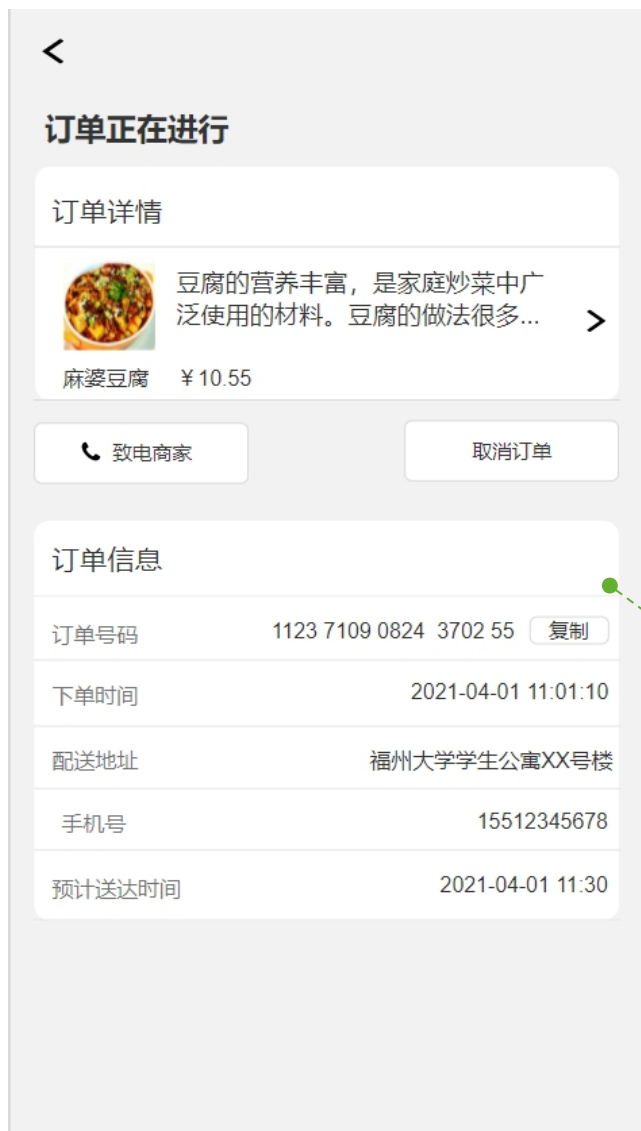 订单正在进行
订单详情
豆腐的营养丰富，是家庭炒菜中广
泛使用的材料。豆腐的做法很多...
麻婆豆腐 ￥10.55
致电商家 取消订单
订单信息
订单号码 1123 7109 0824 3702 55 复制
下单时间 2021-04-01 11:01:10
配送地址 福州大学学生公寓XX号楼
手机号 15512345678
预计送达时间 2021-04-01 11:30